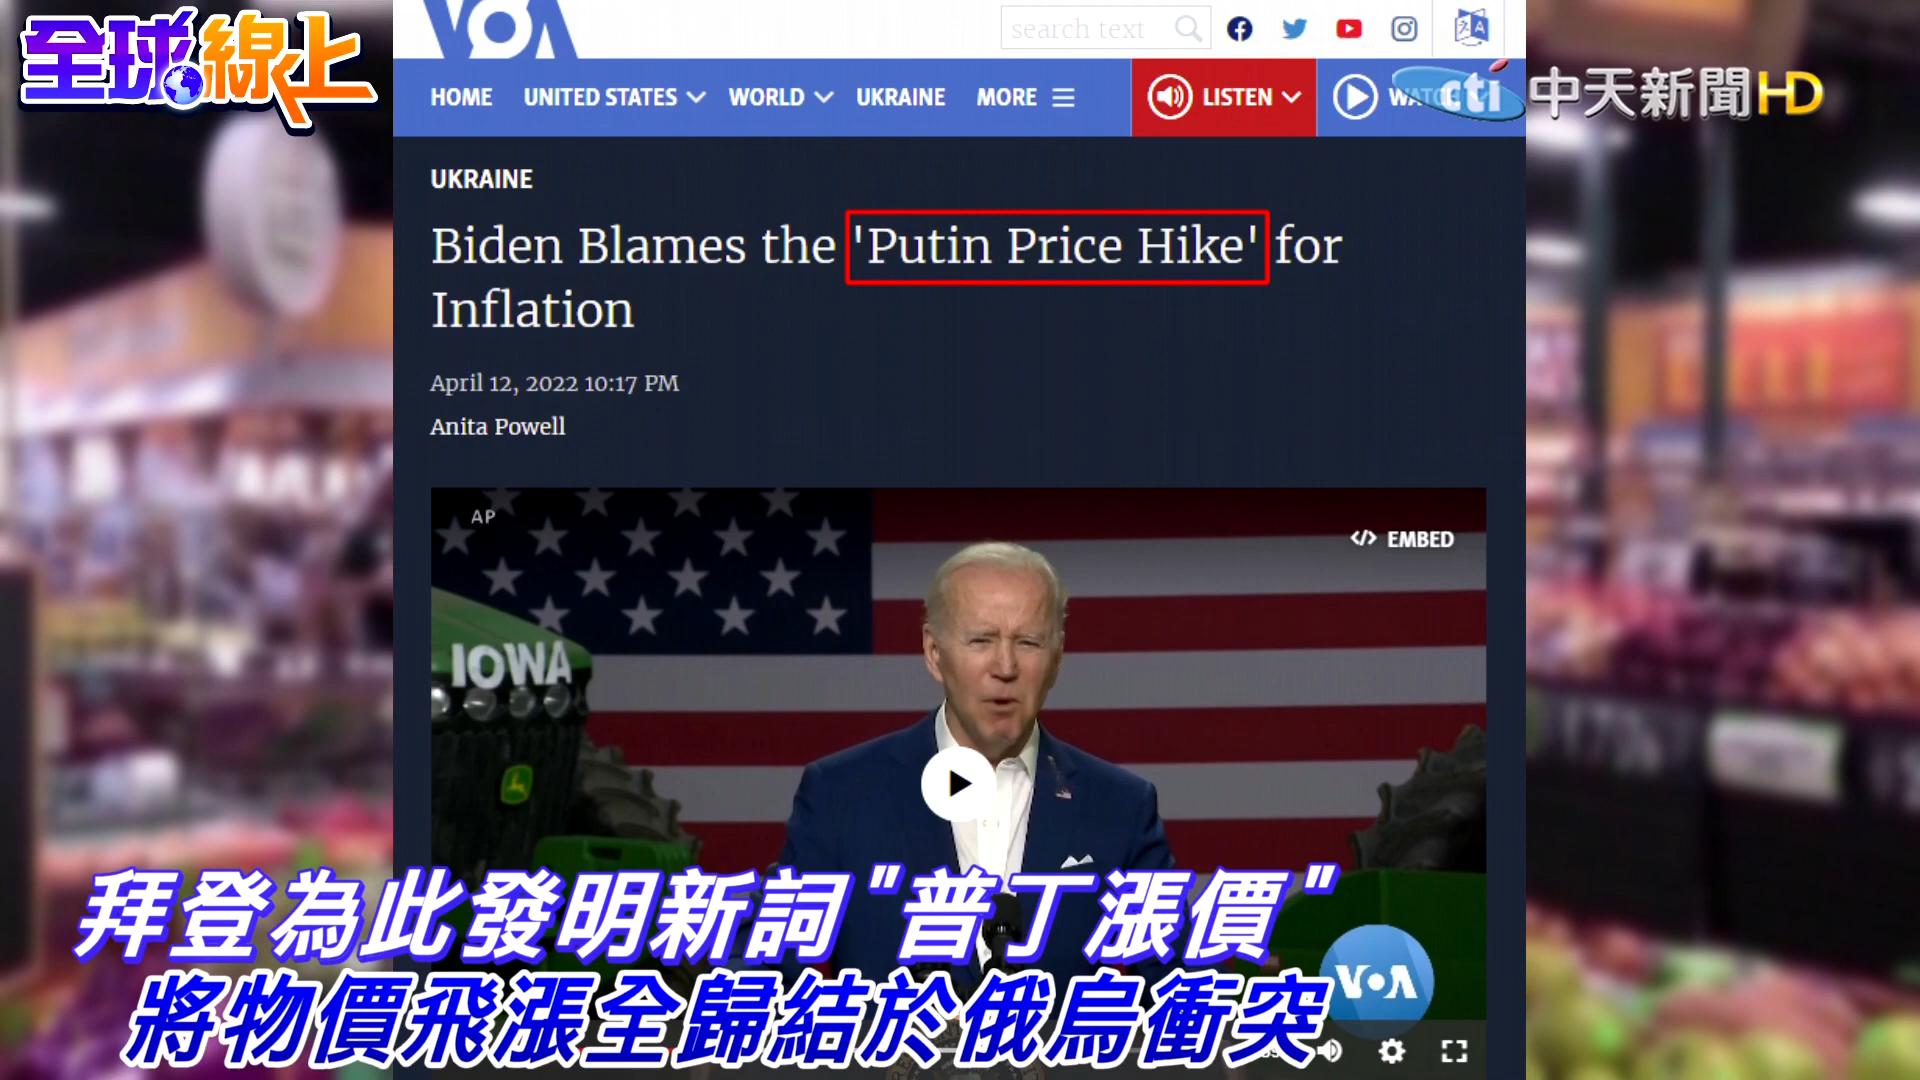 全球線上
VOA
search text
HOME UNITED STATES WORLD UKRAINE MORE LISTEN
cti 中天新聞HD
UKRAINE
Biden Blames the 'Putin Price Hike' for
Inflation
April 12, 2022 10:17 PM
Anita Powell
AP
EMBED
IOWA
拜登為此發明新詞"普丁漲價"
VOA
將物價飛漲全歸結於俄烏衝突